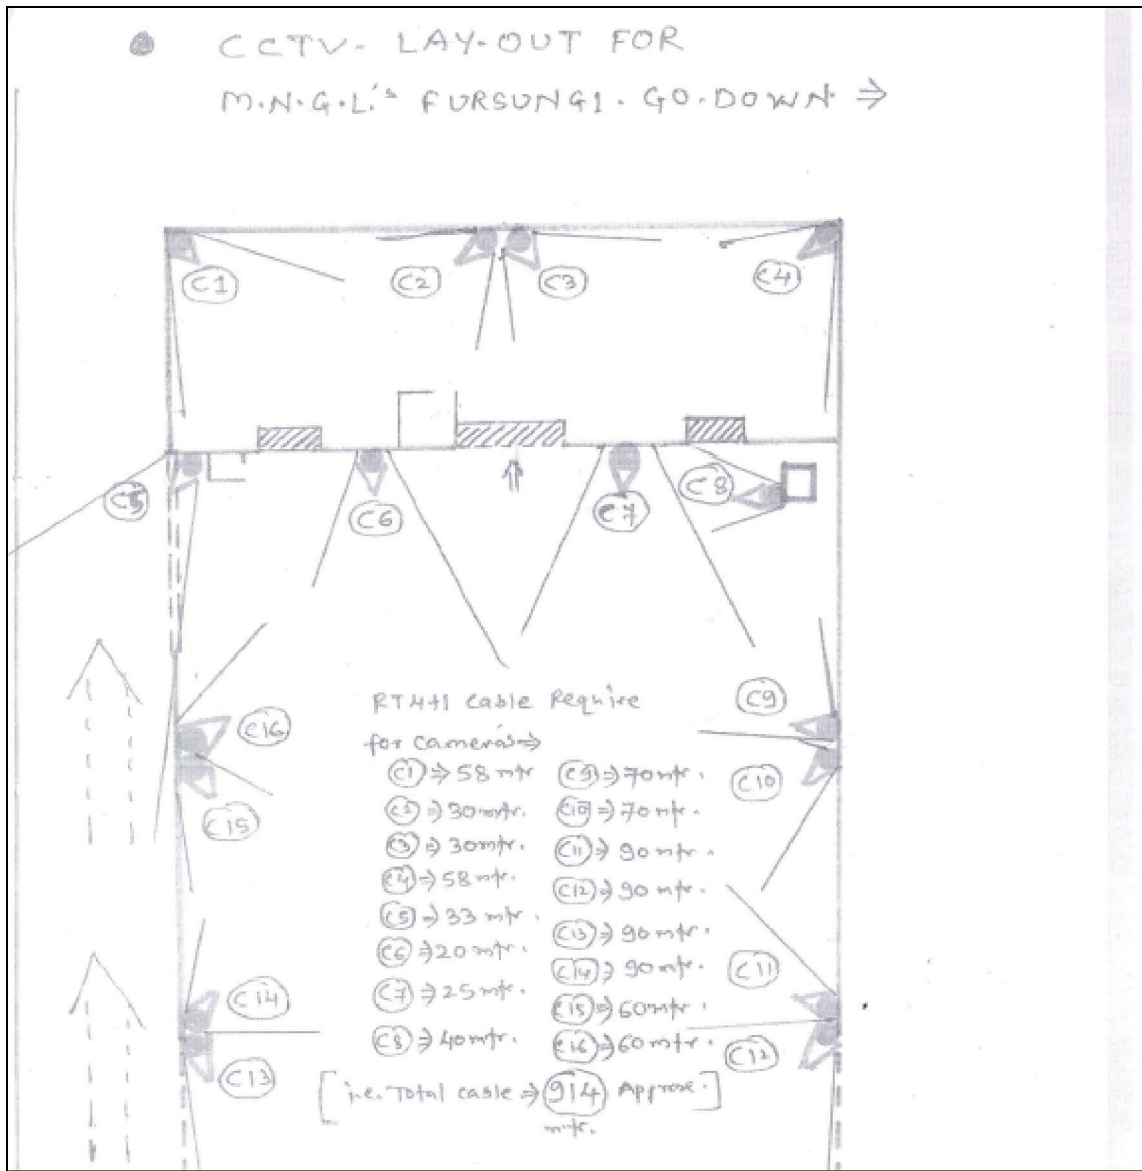 CCTV- LAY-OUT FOR
M.N.G.L.'s FURSUNGI. GO.DOWN. ⇒
C1
C2
C3
C4
C5
C6
C7
C8
C9
C10
C16
C15
C14
C13
C11
C12
RT4+1 Cable Require
for cameras ⇒
C1 ⇒ 58 mtr
30 mtr.
C3 ⇒ 30 mtr.
C4 ⇒ 58 mtr.
C5 ⇒ 33 mtr.
C6 ⇒ 20 mtr.
C7 ⇒ 25 mtr.
C8 ⇒ 40 mtr.
C9 ⇒ 70 mtr.
C10 ⇒ 70 mtr.
C11 ⇒ 90 mtr.
C12 ⇒ 90 mtr.
C13 ⇒ 90 mtr.
C14 ⇒ 90 mtr.
C15 ⇒ 60 mtr.
C16 ⇒ 60 mtr.
[i.e. Total cable ⇒ 914 Approx.]
mtr.